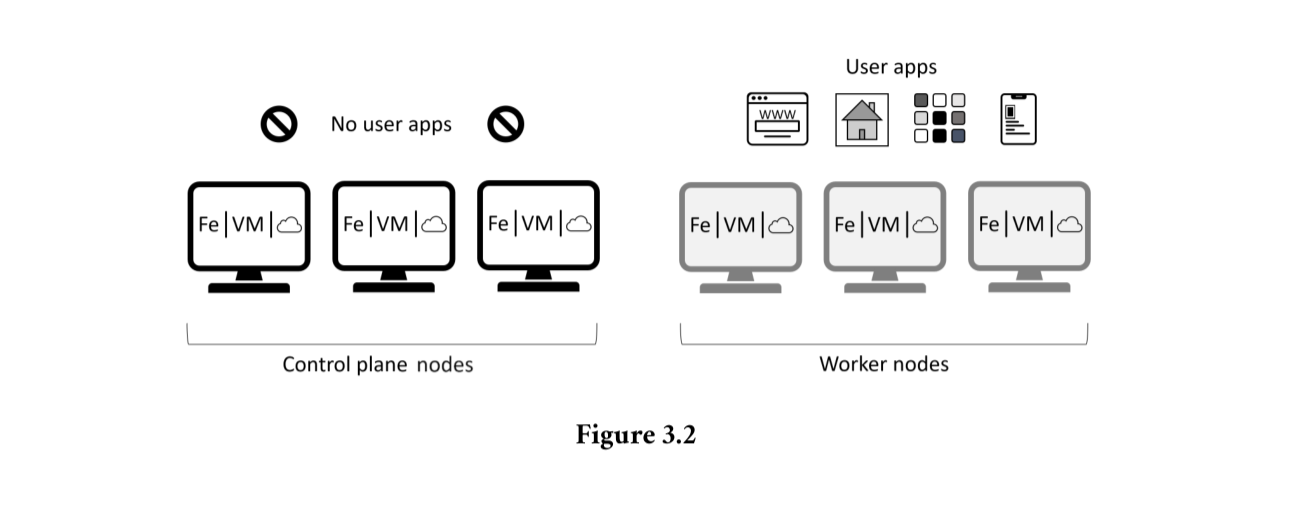 User apps
No user apps
WWW
Fe|VM|
Fe|VM|
Fe|VM|
Fe|VM|
Fe|VM|
Fe|VM|
Control plane nodes
Worker nodes
Figure 3.2